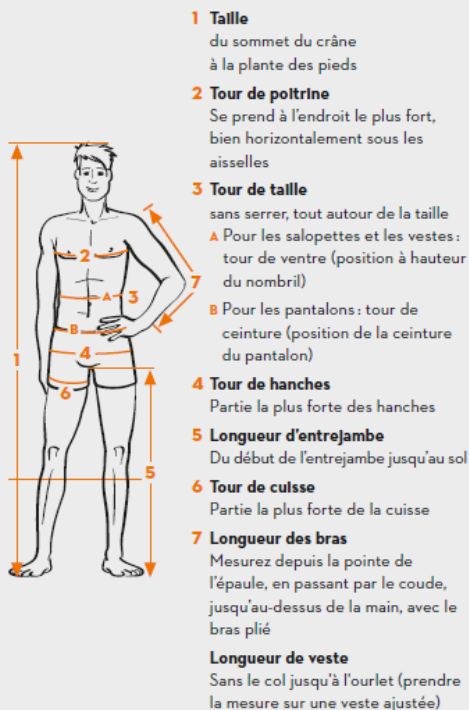 1 Taille
du sommet du crâne
à la plante des pieds
2 Tour de poitrine
Se prend à l'endroit le plus fort,
bien horizontalement sous les
aisselles
3 Tour de taille
sans serrer, tout autour de la taille
A Pour les salopettes et les vestes :
tour de ventre (position à hauteur
du nombril)
B Pour les pantalons : tour de
ceinture (position de la ceinture
du pantalon)
4 Tour de hanches
Partie la plus forte des hanches
5 Longueur d'entrejambe
Du début de l'entrejambe jusqu'au sol
6 Tour de cuisse
Partie la plus forte de la cuisse
7 Longueur des bras
Mesurez depuis la pointe de
l'épaule, en passant par le coude,
jusqu'au-dessus de la main, avec le
bras plié
Longueur de veste
Sans le col jusqu'à l'ourlet (prendre
la mesure sur une veste ajustée)
2
7
A 3
B
4
1
6
5